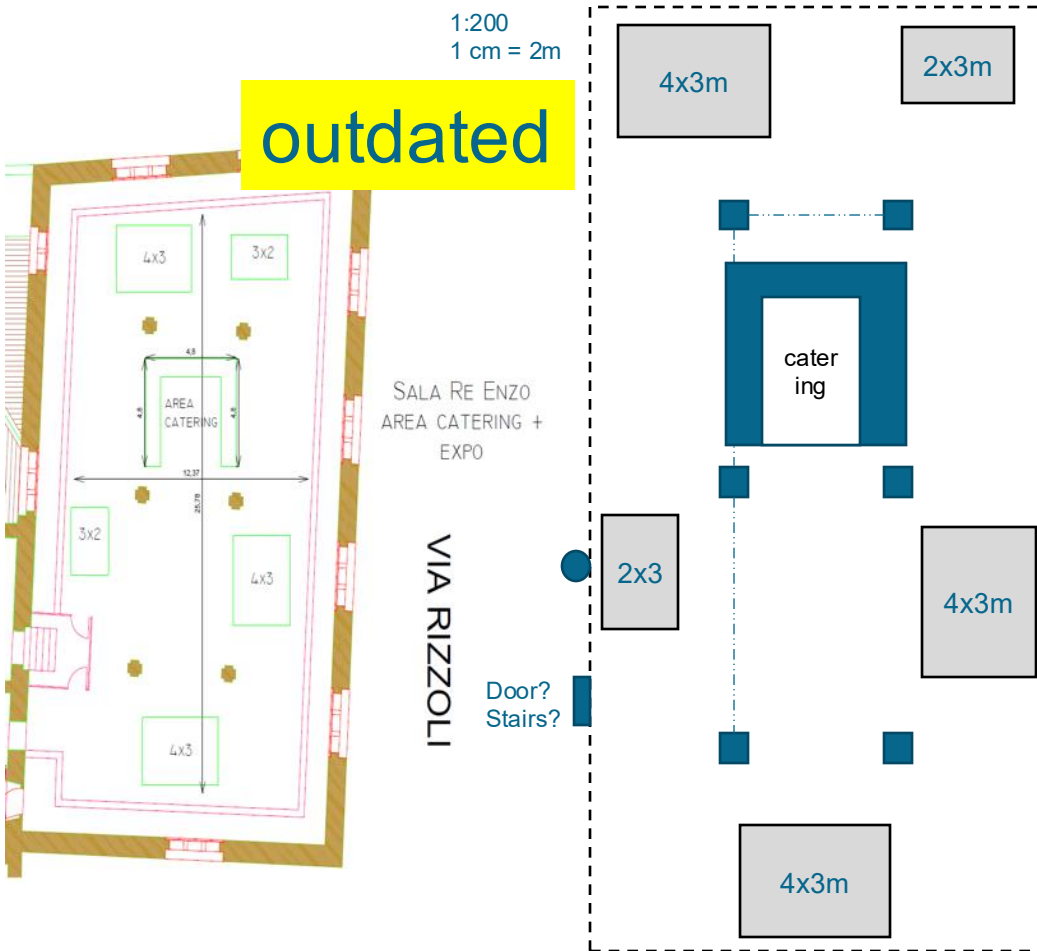 1:200
1 cm = 2m
outdated
4x3
3x2
4,8
4,8
4,8
AREA
CATERING
12,37
25,78
3x2
4x3
4x3
SALA RE ENZO
AREA CATERING +
EXPO
VIA RIZZOLI
Door?
Stairs?
4x3m
2x3m
cater
ing
2x3
4x3m
4x3m